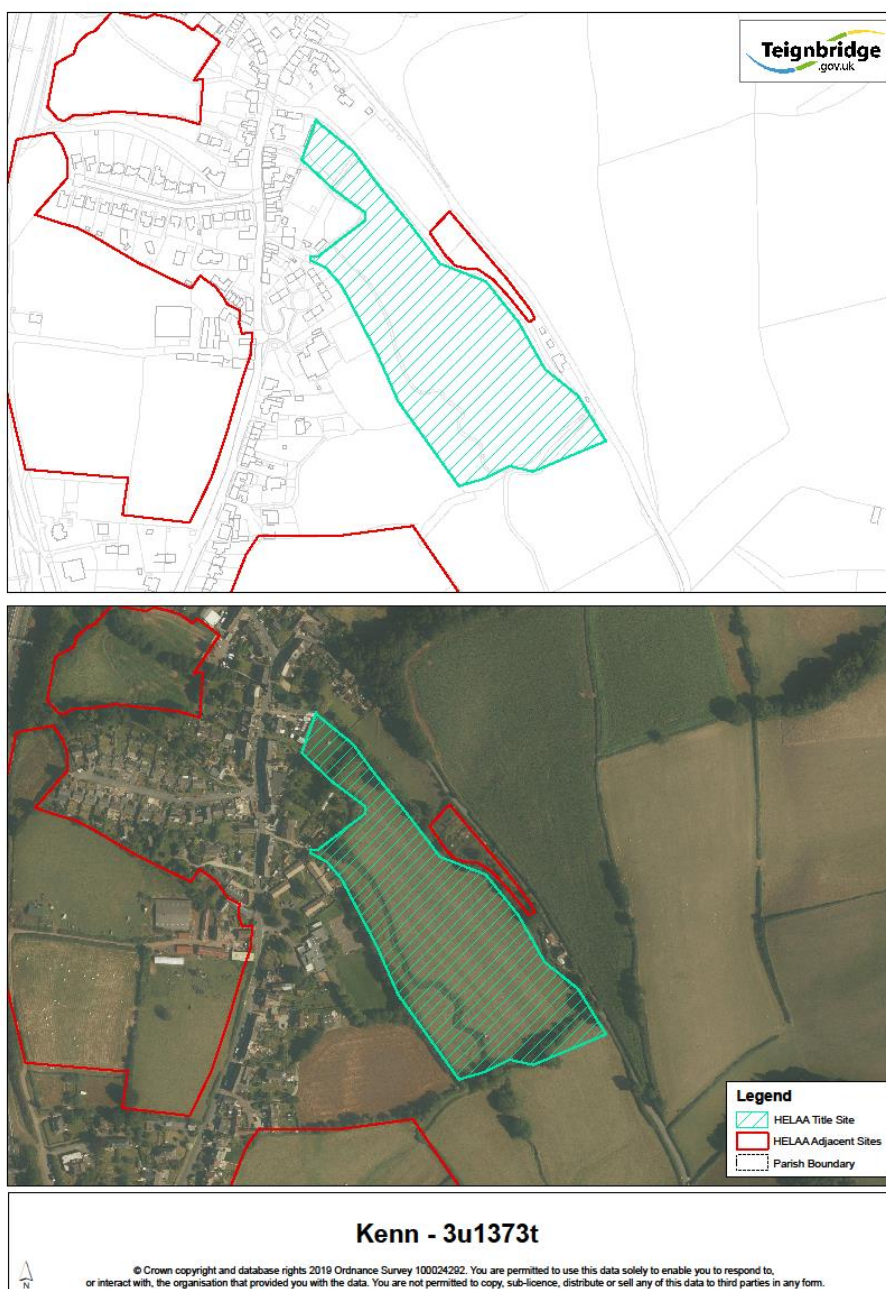 Teignbridge
.gov.uk
Legend
HELAA Title Site
HELAA Adjacent Sites
Parish Boundary
Kenn - 3u1373t
N
© Crown copyright and database rights 2019 Ordnance Survey 100024292. You are permitted to use this data solely to enable you to respond to,
or interact with, the organisation that provided you with the data. You are not permitted to copy, sub-licence, distribute or sell any of this data to third parties in any form.